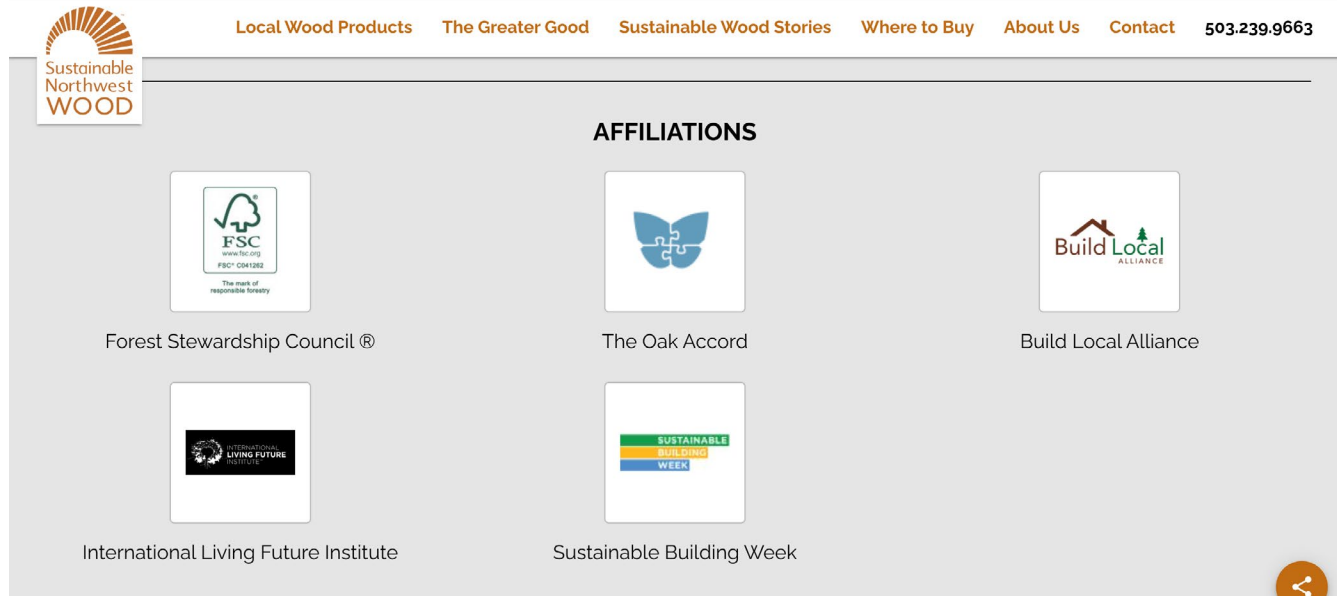 Local Wood Products The Greater Good Sustainable Wood Stories Where to Buy About Us Contact 503.239.9663
Sustainable
Northwest
WOOD
AFFILIATIONS
®
FSC
www.fsc.org
FSC® C041262
The mark of
responsible forestry
Build Local
ALLIANCE
Forest Stewardship Council ®
The Oak Accord
Build Local Alliance
INTERNATIONAL
LIVING FUTURE
INSTITUTE™
SUSTAINABLE
BUILDING
WEEK
International Living Future Institute
Sustainable Building Week